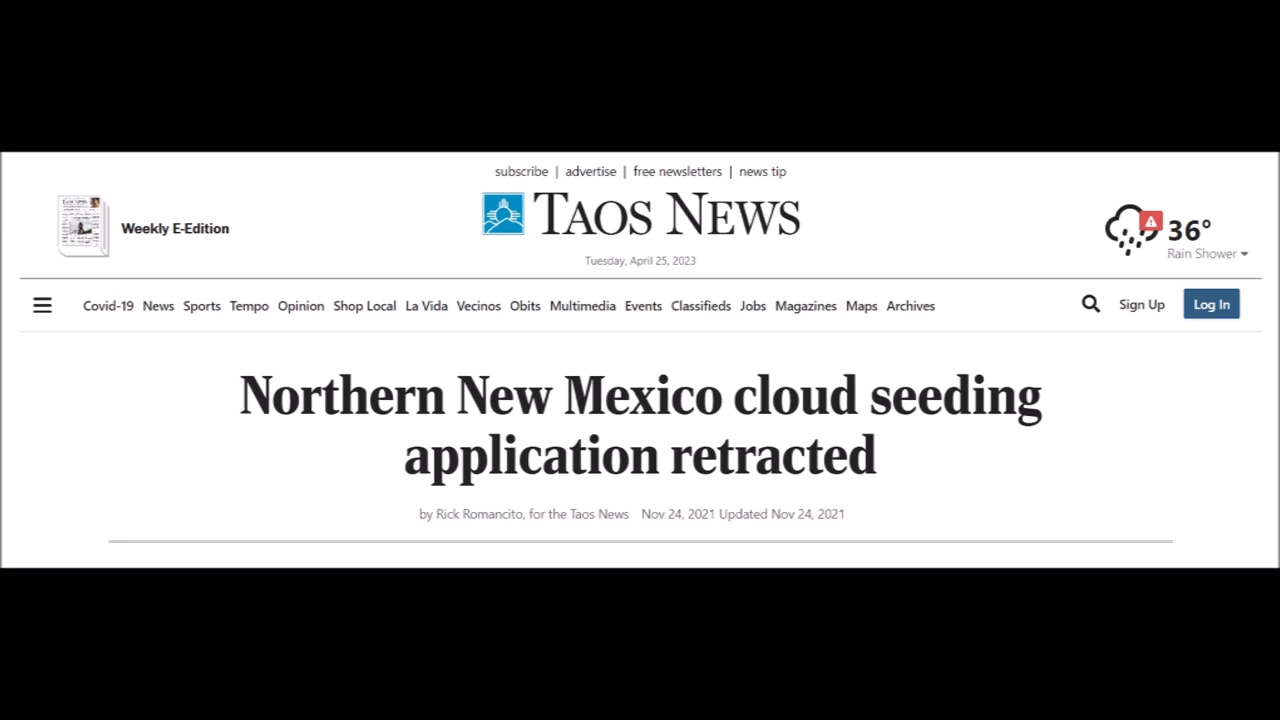 subscribe | advertise | free newsletters | news tip
Weekly E-Edition
TAOS NEWS
36°
Rain Shower
Tuesday, April 25, 2023
Covid-19 News Sports Tempo Opinion Shop Local La Vida Vecinos Obits Multimedia Events Classifieds Jobs Magazines Maps Archives
Sign Up
Log In
Northern New Mexico cloud seeding
application retracted
by Rick Romancito, for the Taos News Nov 24, 2021 Updated Nov 24, 2021